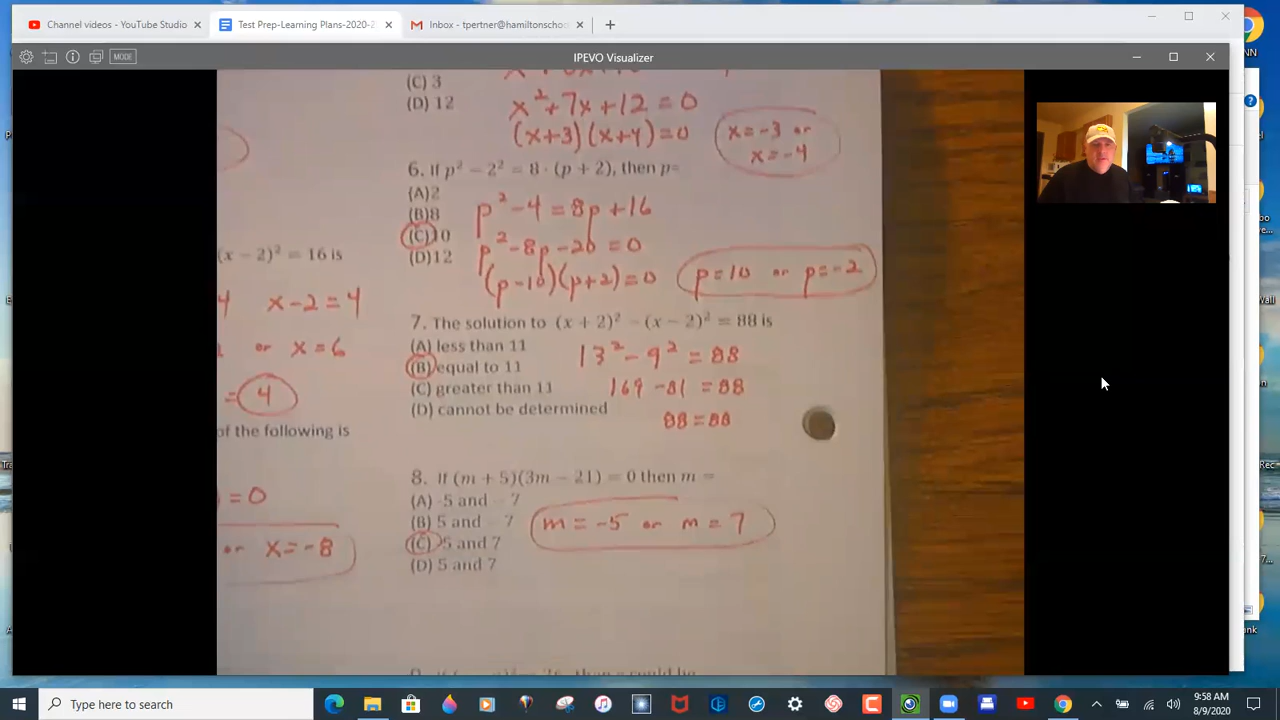 Channel videos - YouTube Studio
Test Prep-Learning Plans-2020-2
Inbox - tpertner@hamiltonschoo
MODE
IPEVO Visualizer
(C) 3
(D) 12
x² + 7x + 12 = 0
(x+3)(x+4)=0
x = -3 or
x = -4
6. If p² − 2² = 8 · (p + 2), then p=
(A)2
(B)8
(C)10
(D)12
p² - 4 = 8p + 16
p² - 8p - 20 = 0
(p-10)(p+2)=0
p=10 or p=-2
(x − 2)² = 16 is
4 x-2 = 4
or x = 6
= 4
of the following is
) = 0
or x = -8
7. The solution to (x + 2)² − (x − 2)² = 88 is
(A) less than 11
(B) equal to 11
(C) greater than 11
(D) cannot be determined
13² - 9² = 88
169 - 81 = 88
88 = 88
8. If (m + 5)(3m − 21) = 0 then m =
(A) -5 and - 7
(B) 5 and - 7
(C) -5 and 7
(D) 5 and 7
m = -5 or m = 7
Type here to search
9:58 AM
8/9/2020